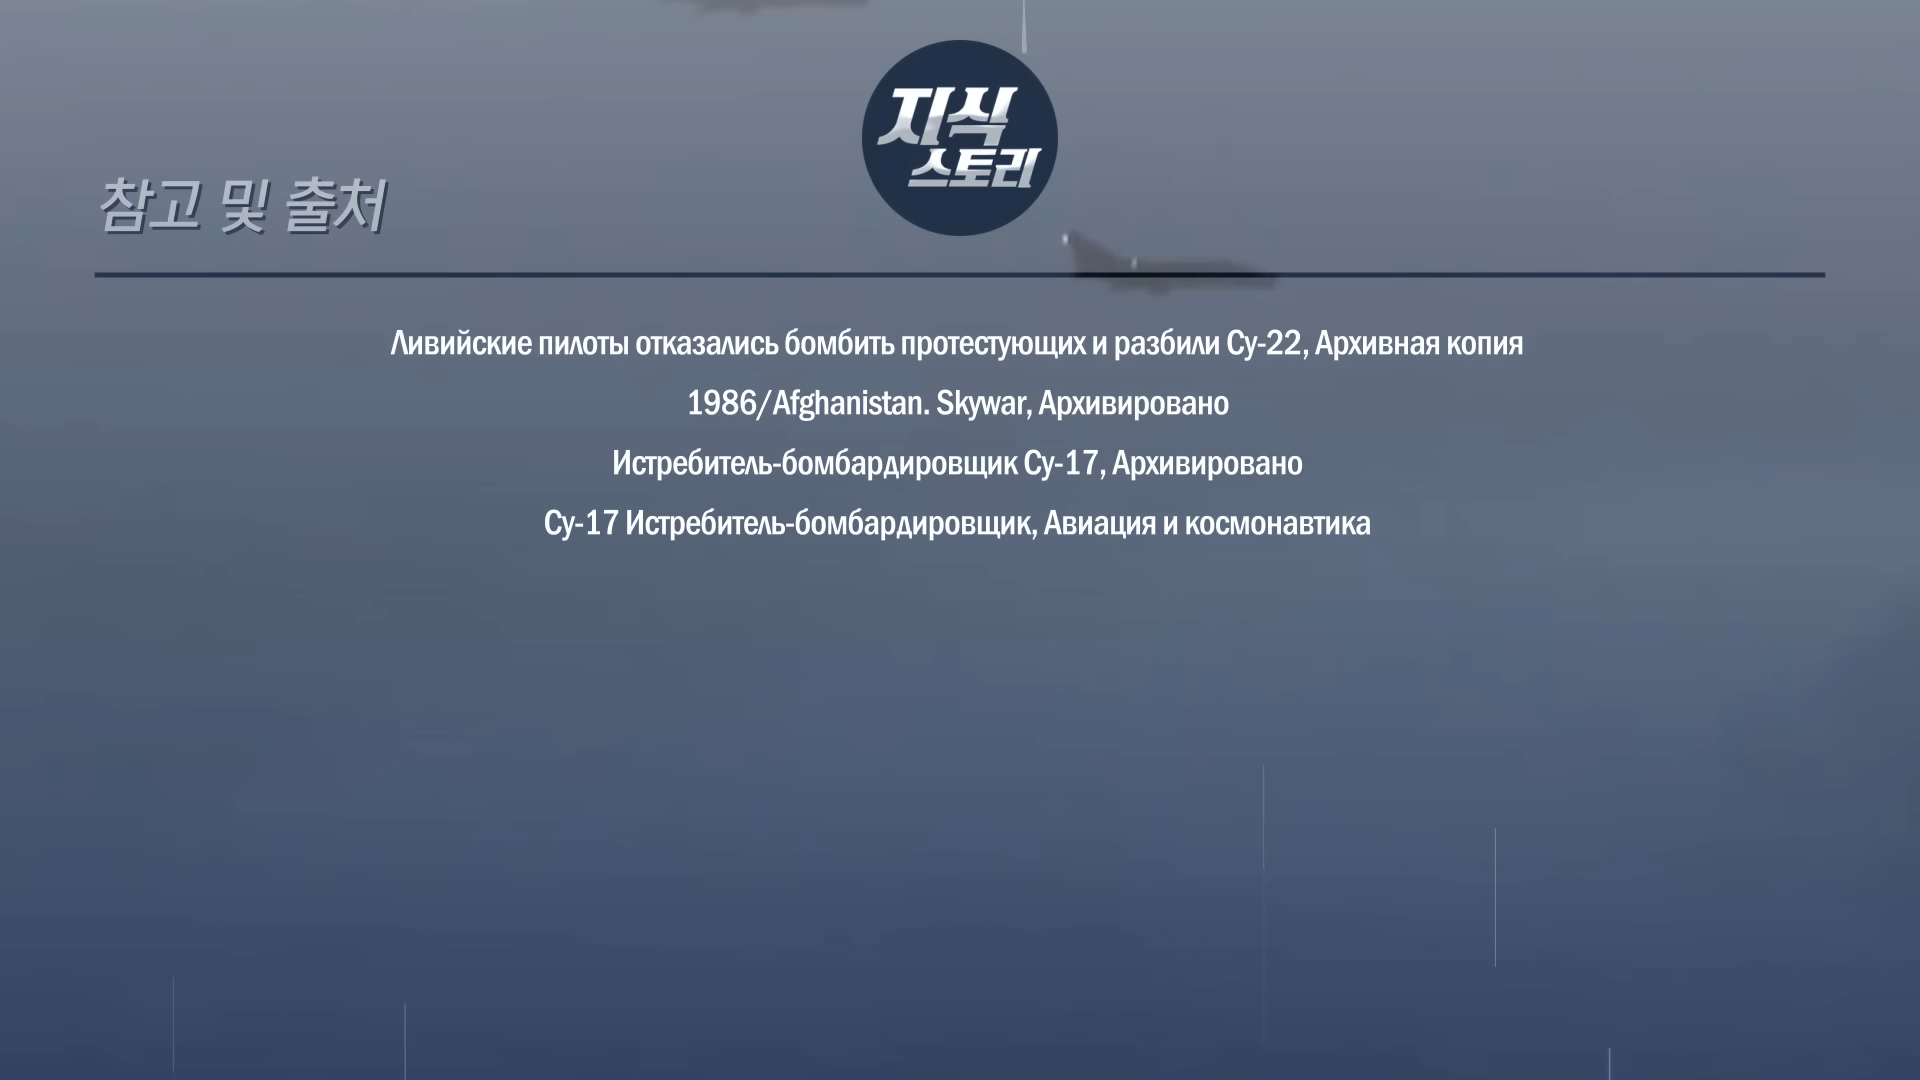 지식
스토리
참고 및 출처
Ливийские пилоты отказались бомбить протестующих и разбили Су-22, Архивная копия
1986/Afghanistan. Skywar, Архивировано
Истребитель-бомбардировщик Су-17, Архивировано
Су-17 Истребитель-бомбардировщик, Авиация и космонавтика